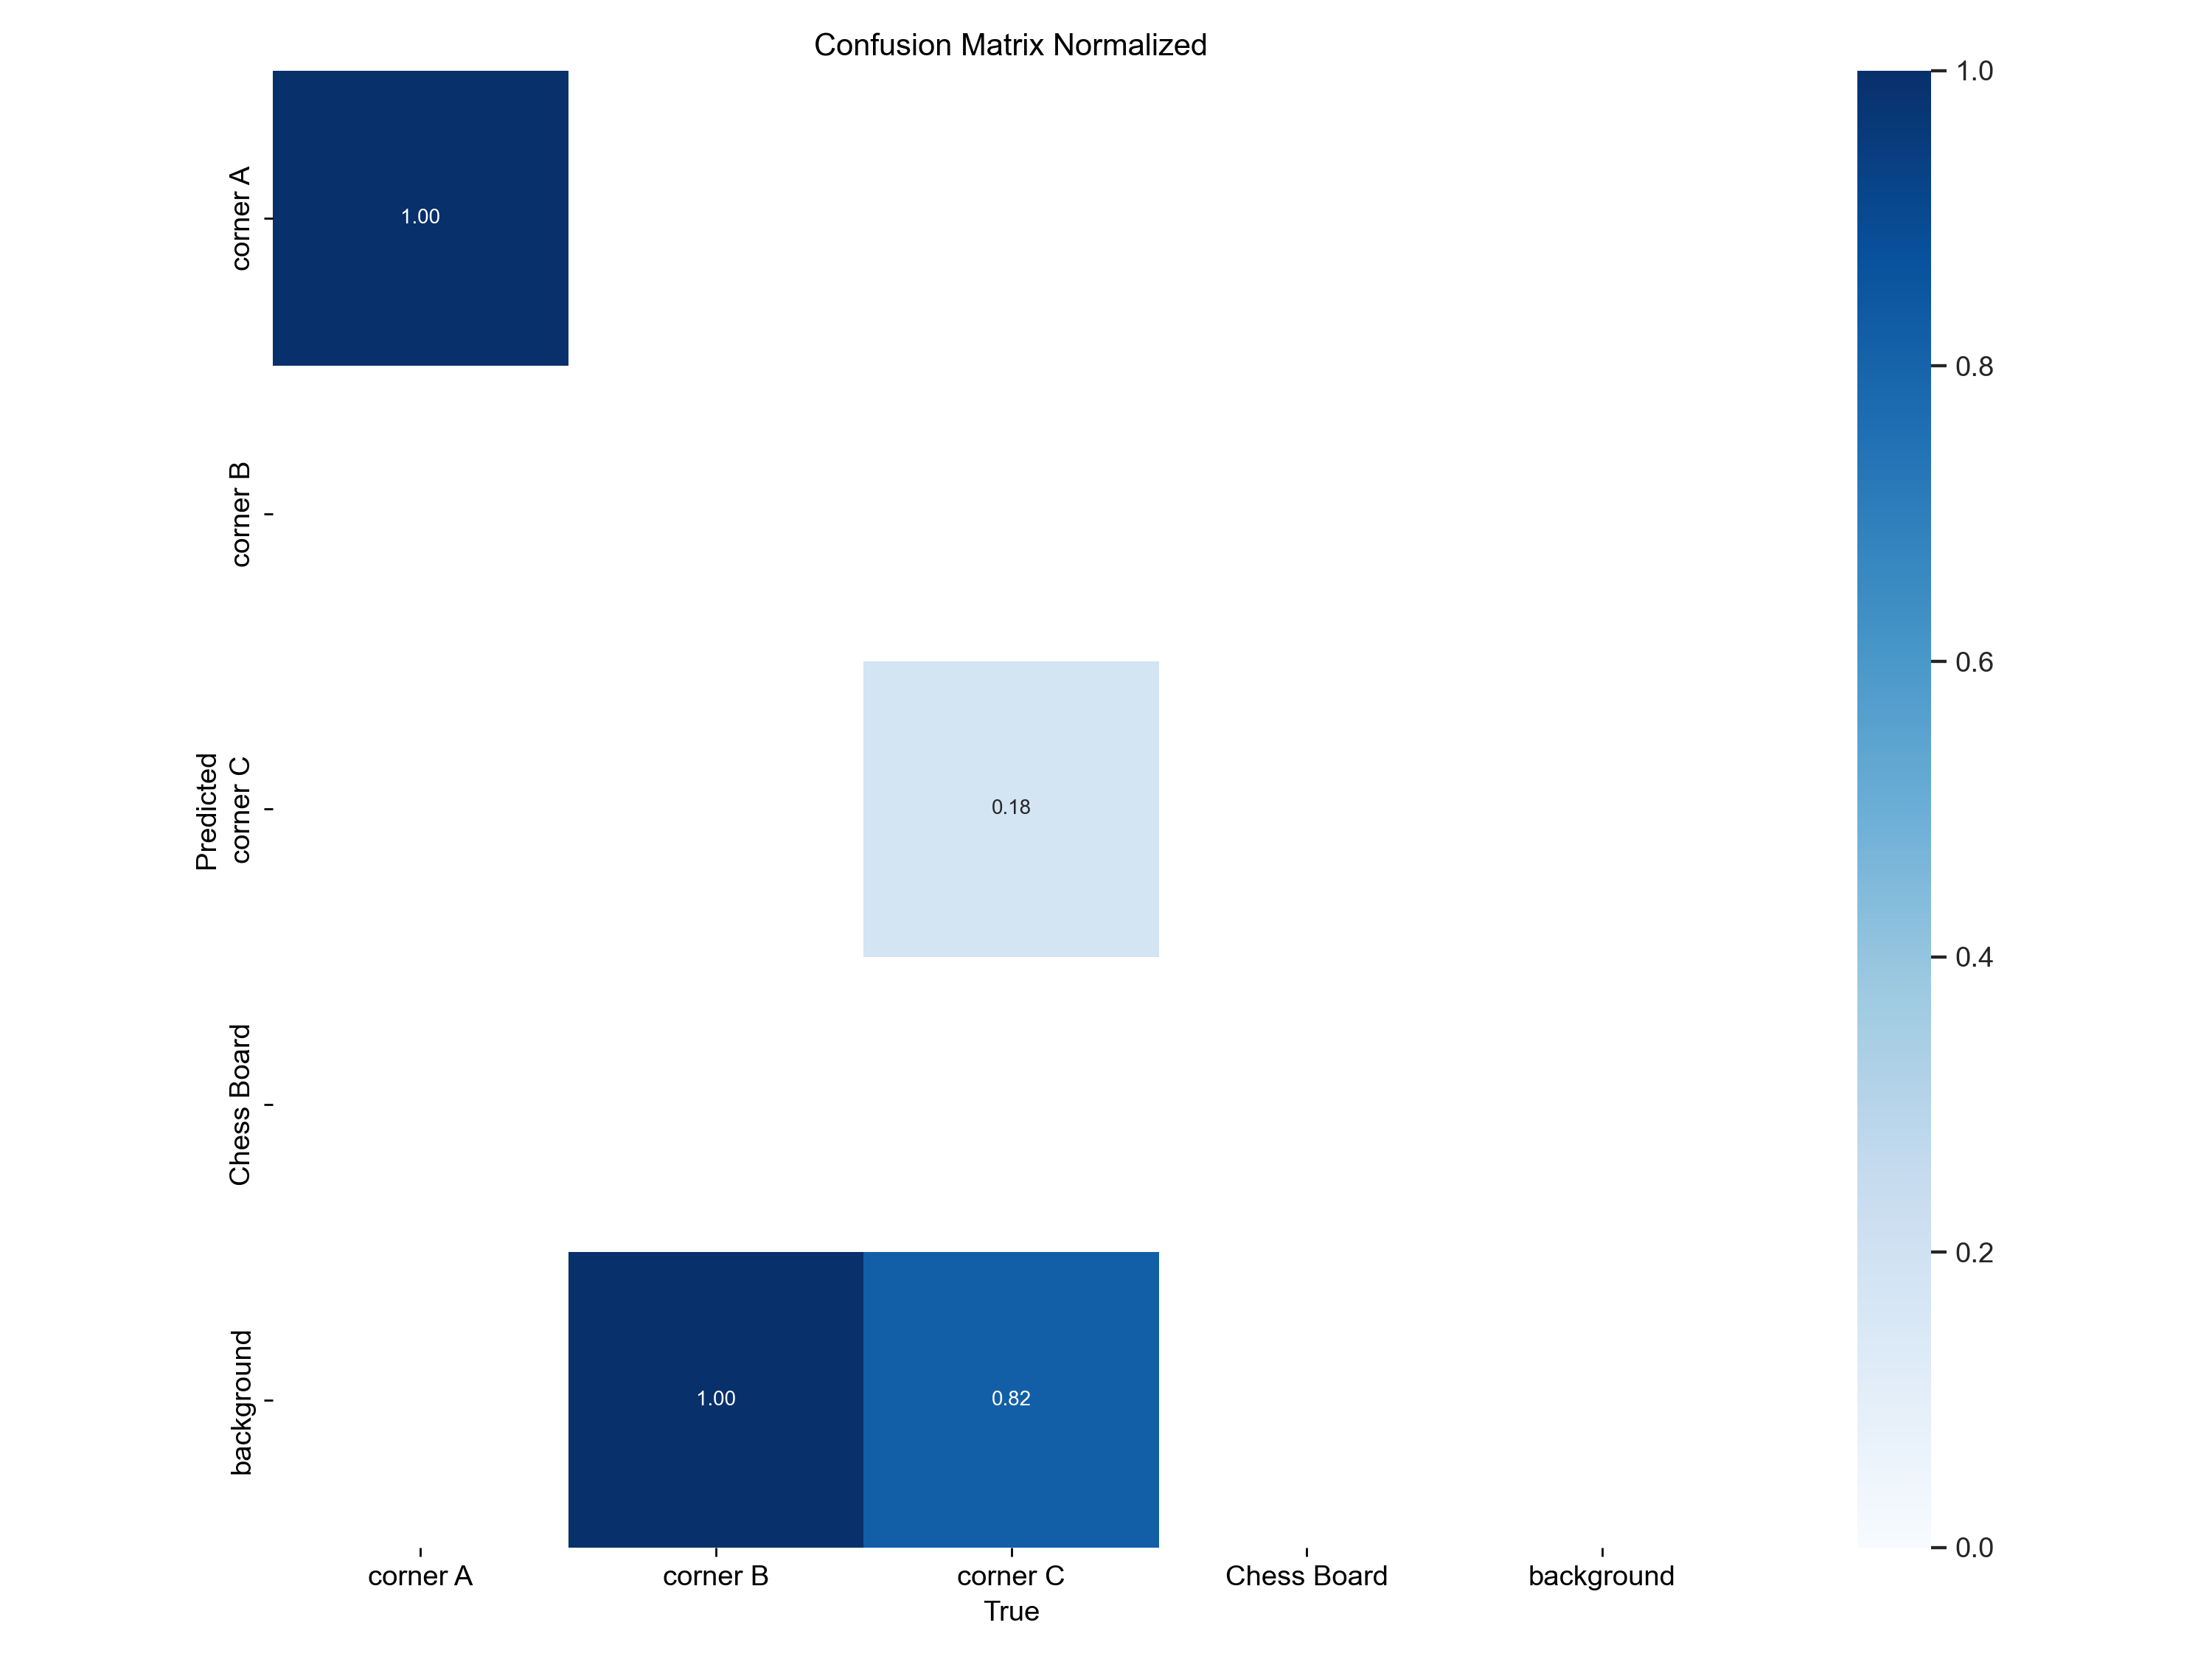 Confusion Matrix Normalized
corner A
corner B
corner C
Chess Board
background
Predicted
1.00
0.18
1.00
0.82
corner A
corner B
corner C
Chess Board
background
True
1.0
0.8
0.6
0.4
0.2
0.0